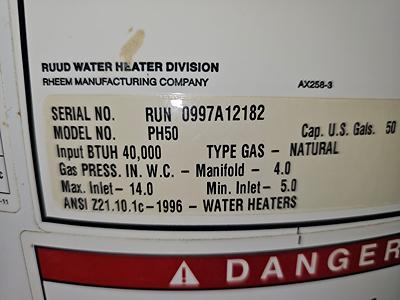 RUUD WATER HEATER DIVISION
RHEEM MANUFACTURING COMPANY AX258-3
SERIAL NO. RUN 0997A12182
MODEL NO. PH50 Cap. U.S. Gals. 50
Input BTUH 40,000 TYPE GAS - NATURAL
Gas PRESS. IN. W.C. - Manifold - 4.0
Max. Inlet- 14.0 Min. Inlet- 5.0
ANSI Z21.10.1c-1996 - WATER HEATERS
DANGER